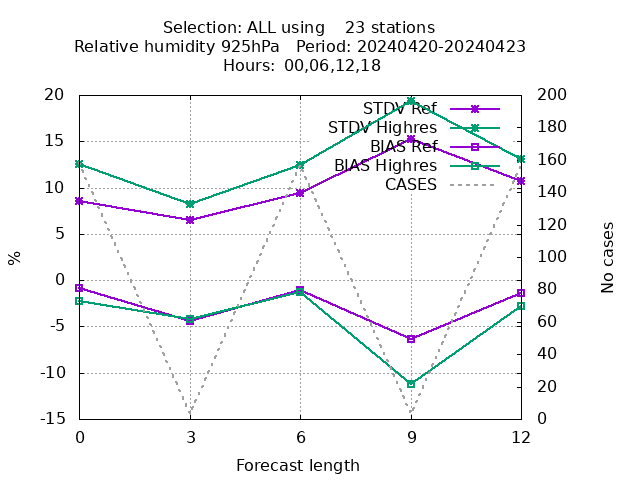 Selection: ALL using    23 stations
Relative humidity 925hPa   Period: 20240420-20240423
Hours: 00,06,12,18
20
15
10
5
0
-5
-10
-15
%
STDV Ref
STDV Highres
BIAS Ref
BIAS Highres
CASES
200
180
160
140
120
100
80
60
40
20
0
No cases
0 3 6 9 12
Forecast length